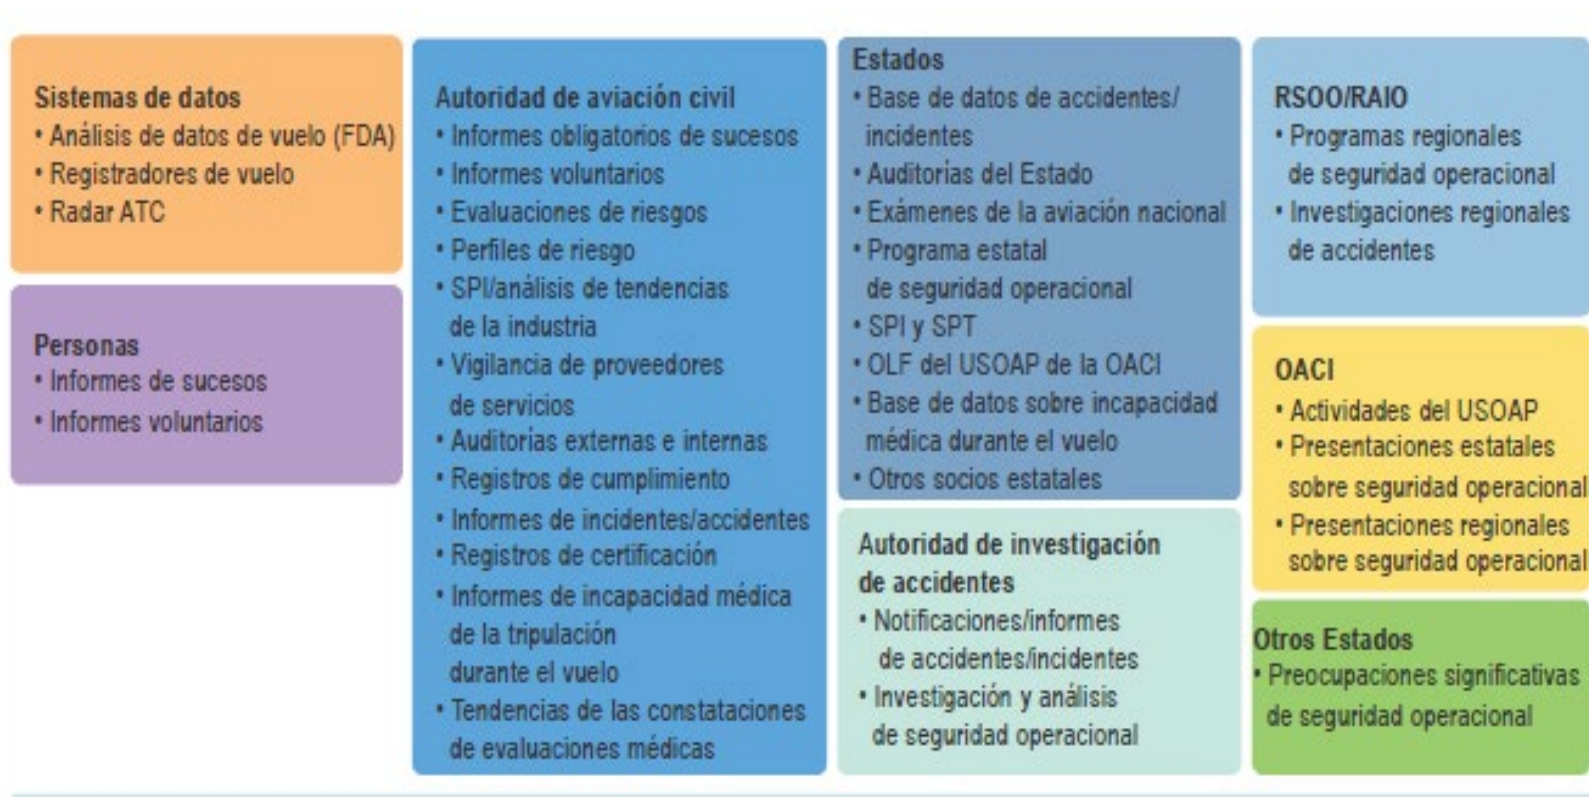 Sistemas de datos
• Análisis de datos de vuelo (FDA)
• Registradores de vuelo
• Radar ATC
Personas
• Informes de sucesos
• Informes voluntarios
Autoridad de aviación civil
• Informes obligatorios de sucesos
• Informes voluntarios
• Evaluaciones de riesgos
• Perfiles de riesgo
• SPI/análisis de tendencias
de la industria
• Vigilancia de proveedores
de servicios
• Auditorías externas e internas
• Registros de cumplimiento
• Informes de incidentes/accidentes
• Registros de certificación
• Informes de incapacidad médica
de la tripulación
durante el vuelo
• Tendencias de las constataciones
de evaluaciones médicas
Estados
• Base de datos de accidentes/
incidentes
• Auditorías del Estado
• Exámenes de la aviación nacional
• Programa estatal
de seguridad operacional
• SPI y SPT
• OLF del USOAP de la OACI
• Base de datos sobre incapacidad
médica durante el vuelo
• Otros socios estatales
Autoridad de investigación
de accidentes
• Notificaciones/informes
de accidentes/incidentes
• Investigación y análisis
de seguridad operacional
RSOO/RAIO
• Programas regionales
de seguridad operacional
• Investigaciones regionales
de accidentes
OACI
• Actividades del USOAP
• Presentaciones estatales
sobre seguridad operacional
• Presentaciones regionales
sobre seguridad operacional
Otros Estados
• Preocupaciones significativas
de seguridad operacional